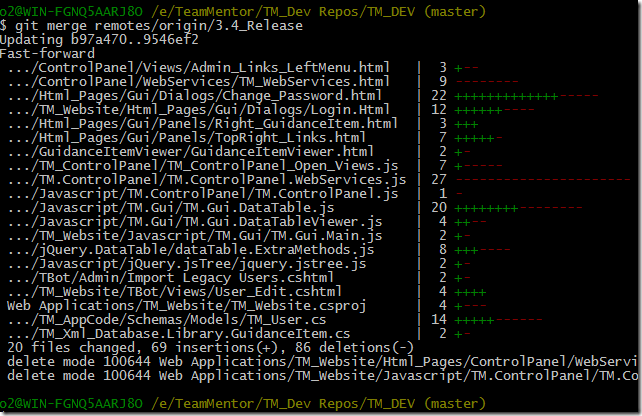 o2@WIN-FGNQ5AARJ8O /e/TeamMentor/TM_Dev Repos/TM_DEV (master)
$ git merge remotes/origin/3.4_Release
Updating b97a470..9546ef2
Fast-forward
.../ControlPanel/Views/Admin_Links_LeftMenu.html | 3 +--
.../ControlPanel/WebServices/TM_WebServices.html | 9 ---------
.../Html_Pages/Gui/Dialogs/Change_Password.html | 22 +++++++++++++-----
.../TM_Website/Html_Pages/Gui/Dialogs/Login.Html | 12 ++++++----
.../Html_Pages/Gui/Panels/Right_GuidanceItem.html | 3 +++
.../Html_Pages/Gui/Panels/TopRight_Links.html | 7 +++++-
.../GuidanceItemViewer/GuidanceItemViewer.html | 2 +-
.../TM_ControlPanel/TM_ControlPanel_Open_Views.js | 7 +-----
.../TM.ControlPanel/TM.ControlPanel.WebServices.js | 27 ---------------------------
.../Javascript/TM.ControlPanel/TM.ControlPanel.js | 1 -
.../Javascript/TM.Gui/TM.Gui.DataTable.js | 20 ++++++++--------
.../Javascript/TM.Gui/TM.Gui.DataTableViewer.js | 4 ++--
.../TM_Website/Javascript/TM.Gui/TM.Gui.Main.js | 2 +-
.../jQuery.DataTable/dataTable.ExtraMethods.js | 8 +++----
.../Javascript/jQuery.jsTree/jquery.jstree.js | 2 +-
.../TBot/Admin/Import Legacy Users.cshtml | 2 +-
.../TM_Website/TBot/Views/User_Edit.cshtml | 4 ++++
Web Applications/TM_Website/TM_Website.csproj | 4 +---
.../TM_AppCode/Schemas/Models/TM_User.cs | 14 +++++------
.../TM_Xml_Database.Library.GuidanceItem.cs | 2 +-
20 files changed, 69 insertions(+), 86 deletions(-)
delete mode 100644 Web Applications/TM_Website/Html_Pages/ControlPanel/WebServi
delete mode 100644 Web Applications/TM_Website/Javascript/TM.ControlPanel/TM.Co
o2@WIN-FGNQ5AARJ8O /e/TeamMentor/TM_Dev Repos/TM_DEV (master)